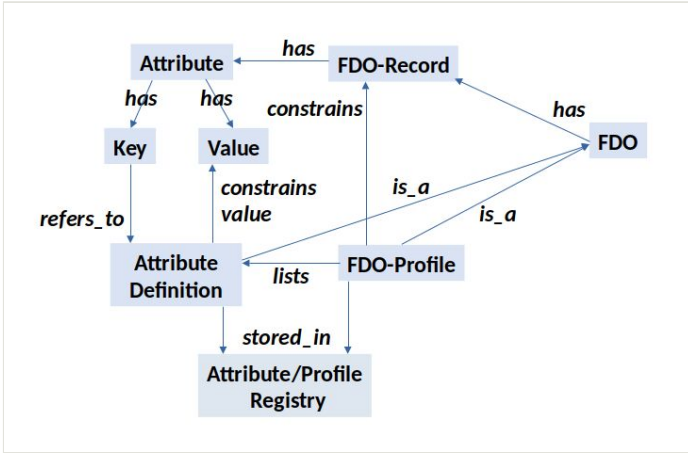 has
Attribute
FDO-Record
has
has
constrains
has
Key
Value
FDO
constrains
value
is_a
is_a
refers_to
Attribute
Definition
lists
FDO-Profile
stored_in
Attribute/Profile
Registry